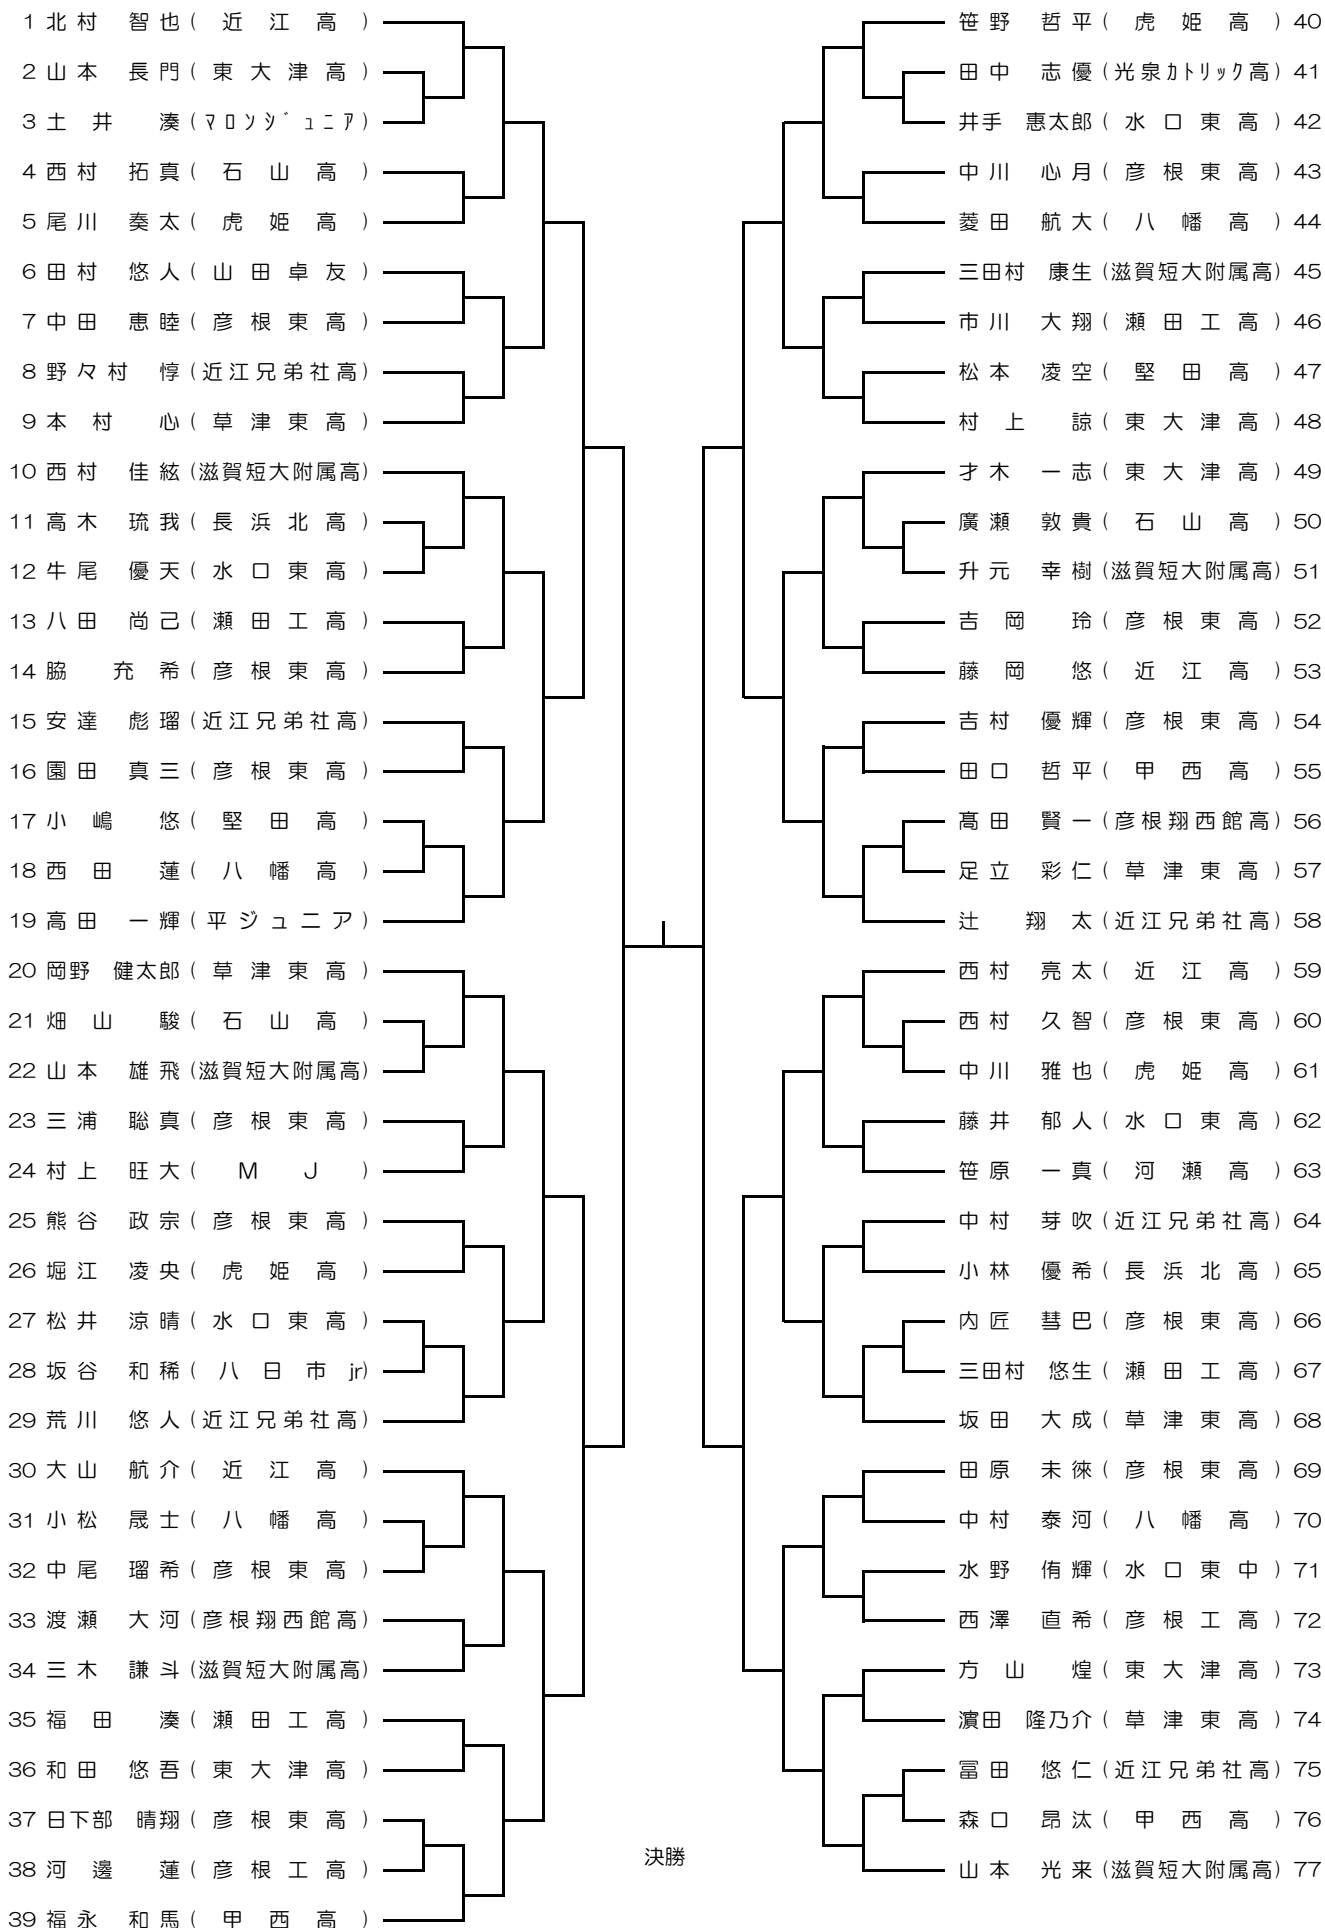 1 北村 智也 (近江高)
2 山本 長門 (東大津高)
3 土井 湊 (マロンジュニア)
4 西村 拓真 (石山高)
5 尾川 奏太 (虎姫高)
6 田村 悠人 (山田卓友)
7 中田 恵睦 (彦根東高)
8 野々村 惇 (近江兄弟社高)
9 本村 心 (草津東高)
10 西村 佳絃 (滋賀短大附属高)
11 高木 琉我 (長浜北高)
12 牛尾 優天 (水口東高)
13 八田 尚己 (瀬田工高)
14 脇 充希 (彦根東高)
15 安達 彪瑠 (近江兄弟社高)
16 園田 真三 (彦根東高)
17 小嶋 悠 (堅田高)
18 西田 蓮 (八幡高)
19 高田 一輝 (平ジュニア)
20 岡野 健太郎 (草津東高)
21 畑山 駿 (石山高)
22 山本 雄飛 (滋賀短大附属高)
23 三浦 聡真 (彦根東高)
24 村上 旺大 (MJ)
25 熊谷 政宗 (彦根東高)
26 堀江 凌央 (虎姫高)
27 松井 涼晴 (水口東高)
28 坂谷 和稀 (八日市jr)
29 荒川 悠人 (近江兄弟社高)
30 大山 航介 (近江高)
31 小松 晟士 (八幡高)
32 中尾 瑠希 (彦根東高)
33 渡瀬 大河 (彦根翔西館高)
34 三木 謙斗 (滋賀短大附属高)
35 福田 湊 (瀬田工高)
36 和田 悠吾 (東大津高)
37 日下部 晴翔 (彦根東高)
38 河邊 蓮 (彦根工高)
39 福永 和馬 (甲西高)
笹野 哲平 (虎姫高) 40
田中 志優 (光泉カトリック高) 41
井手 惠太郎 (水口東高) 42
中川 心月 (彦根東高) 43
菱田 航大 (八幡高) 44
三田村 康生 (滋賀短大附属高) 45
市川 大翔 (瀬田工高) 46
松本 凌空 (堅田高) 47
村上 諒 (東大津高) 48
才木 一志 (東大津高) 49
廣瀬 敦貴 (石山高) 50
升元 幸樹 (滋賀短大附属高) 51
吉岡 玲 (彦根東高) 52
藤岡 悠 (近江高) 53
吉村 優輝 (彦根東高) 54
田口 哲平 (甲西高) 55
髙田 賢一 (彦根翔西館高) 56
足立 彩仁 (草津東高) 57
辻 翔太 (近江兄弟社高) 58
西村 亮太 (近江高) 59
西村 久智 (彦根東高) 60
中川 雅也 (虎姫高) 61
藤井 郁人 (水口東高) 62
笹原 一真 (河瀬高) 63
中村 芽吹 (近江兄弟社高) 64
小林 優希 (長浜北高) 65
内匠 彗巴 (彦根東高) 66
三田村 悠生 (瀬田工高) 67
坂田 大成 (草津東高) 68
田原 未徠 (彦根東高) 69
中村 泰河 (八幡高) 70
水野 侑輝 (水口東中) 71
西澤 直希 (彦根工高) 72
方山 煌 (東大津高) 73
濵田 隆乃介 (草津東高) 74
冨田 悠仁 (近江兄弟社高) 75
森口 昂汰 (甲西高) 76
山本 光来 (滋賀短大附属高) 77
決勝